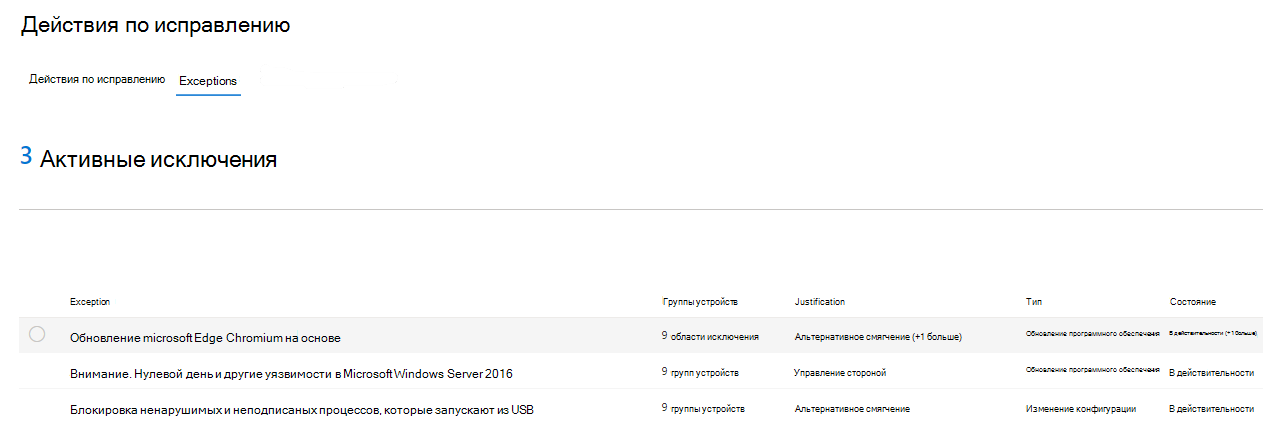 Действия по исправлению
Действия по исправлению Exceptions
3 Активные исключения
Exception Группы устройств Justification Тип Состояние
Обновление microsoft Edge Chromium на основе 9 области исключения Альтернативное смягчение (+1 больше) Обновление программного обеспечения В действительности (+1 больше)
Внимание. Нулевой день и другие уязвимости в Microsoft Windows Server 2016 9 групп устройств Управление стороной Обновление программного обеспечения В действительности
Блокировка ненарушимых и неподписаных процессов, которые запускают из USB 9 группы устройств Альтернативное смягчение Изменение конфигурации В действительности